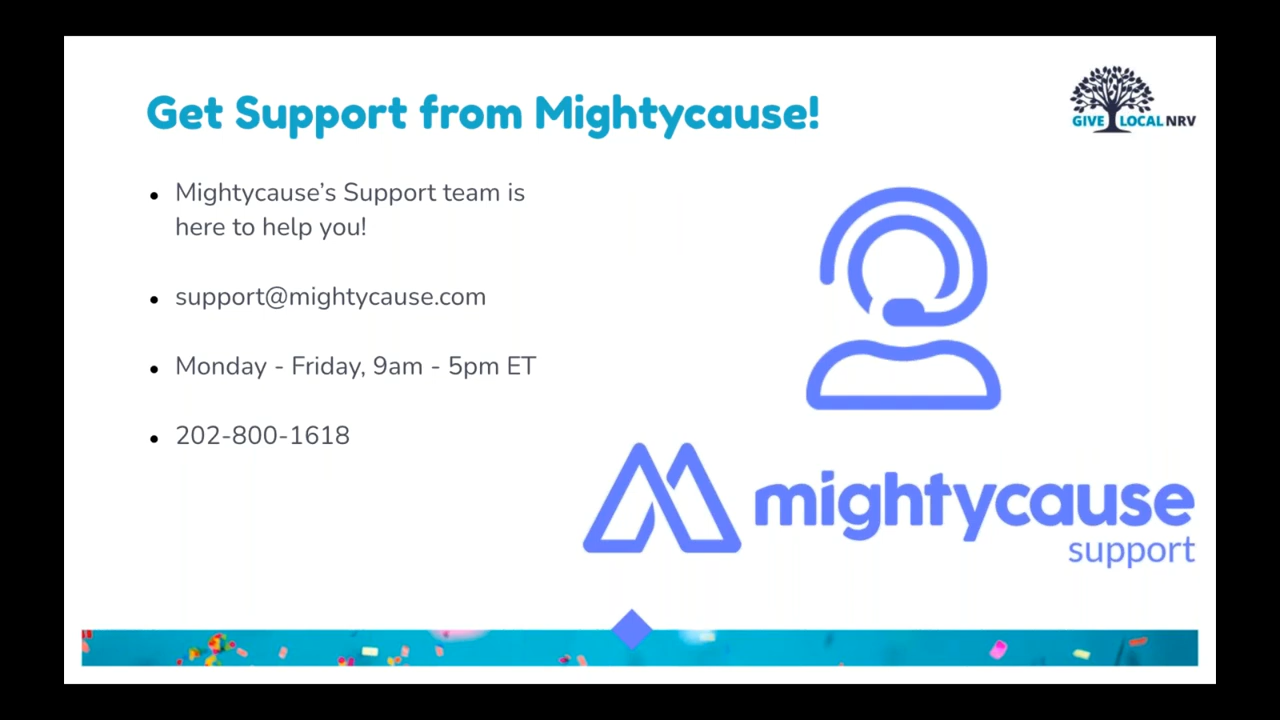 Get Support from Mightycause!
GIVE LOCAL NRV
• Mightycause’s Support team is
here to help you!
• support@mightycause.com
• Monday - Friday, 9am - 5pm ET
• 202-800-1618
mightycause
support